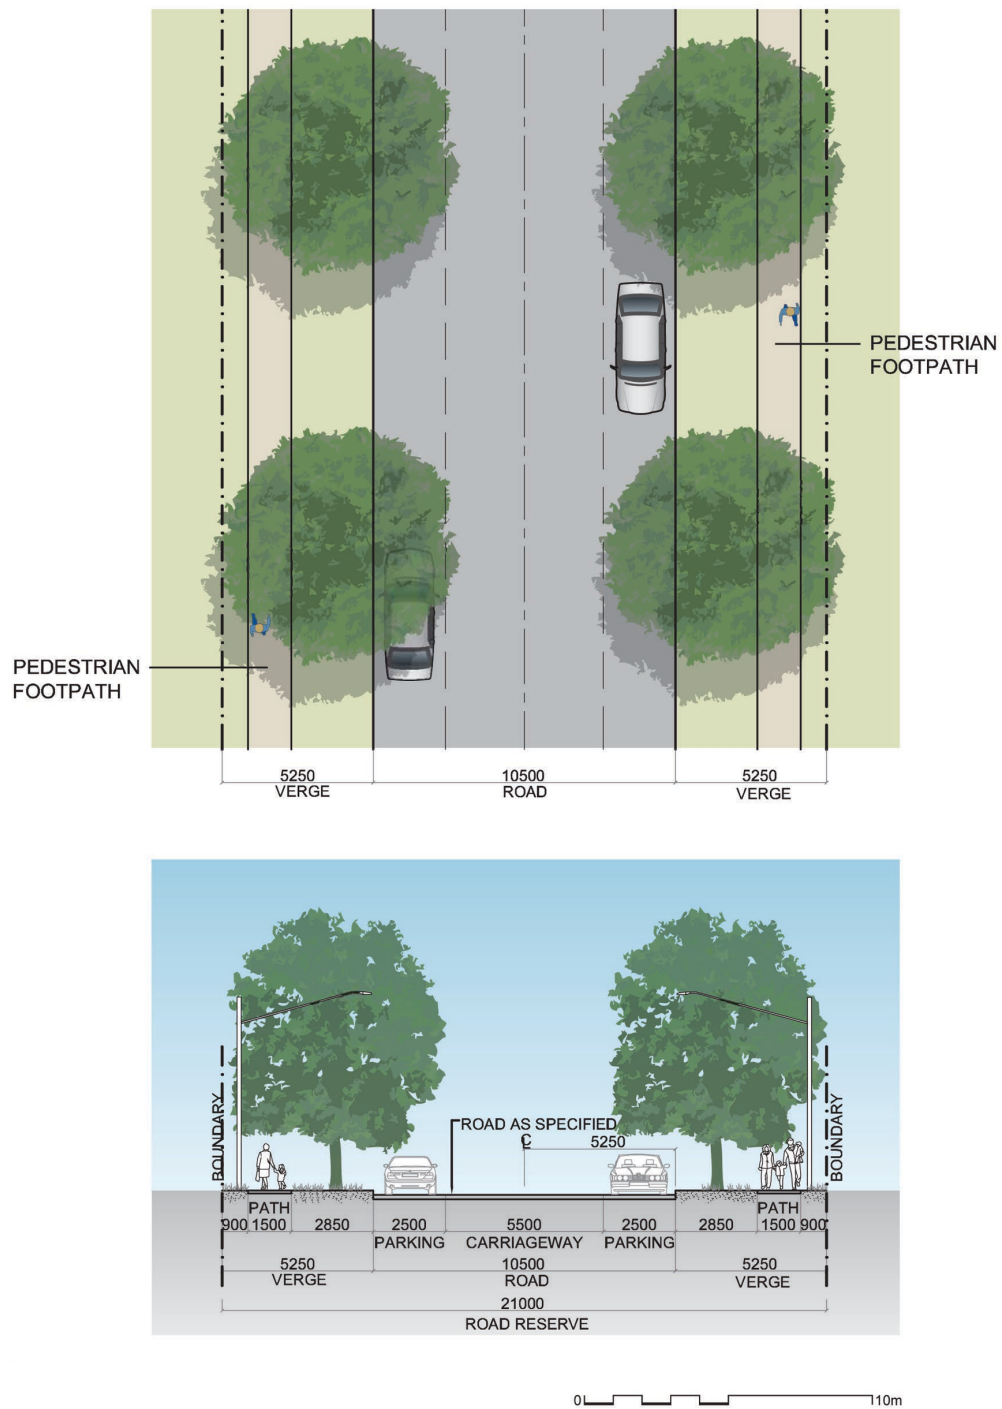 PEDESTRIAN
FOOTPATH
PEDESTRIAN
FOOTPATH
5250 10500 5250
VERGE ROAD VERGE
BOUNDARY
BOUNDARY
ROAD AS SPECIFIED
℄ 5250
PATH PATH
900 1500 2850 2500 5500 2500 2850 1500 900
PARKING CARRIAGEWAY PARKING
5250 10500 5250
VERGE ROAD VERGE
21000
ROAD RESERVE
0 10m